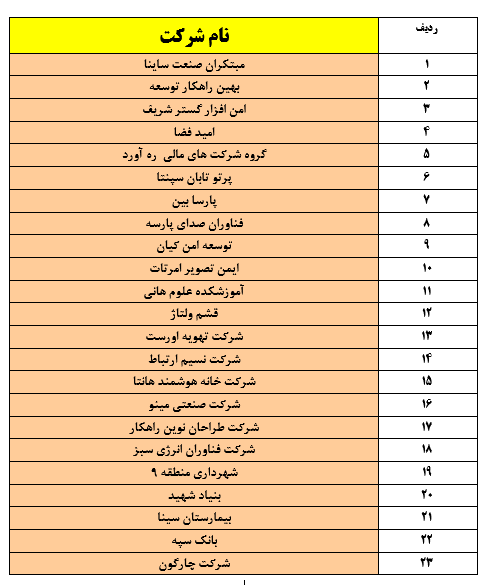 ردیف نام شرکت
۱ مبتکران صنعت ساینا
۲ بهین راهکار توسعه
۳ امن افزار گستر شریف
۴ امید فضا
۵ گروه شرکت های مالی ره آورد
۶ پرتو تابان سپنتا
۷ پارسا بین
۸ فناوران صدای پارسه
۹ توسعه امن کیان
۱۰ ایمن تصویر امرتات
۱۱ آموزشکده علوم هانی
۱۲ قشم ولتاژ
۱۳ شرکت تهویه اورست
۱۴ شرکت نسیم ارتباط
۱۵ شرکت خانه هوشمند هانتا
۱۶ شرکت صنعتی مینو
۱۷ شرکت طراحان نوین راهکار
۱۸ شرکت فناوران انرژی سبز
۱۹ شهرداری منطقه ۹
۲۰ بنیاد شهید
۲۱ بیمارستان سینا
۲۲ بانک سپه
۲۳ شرکت چارگون